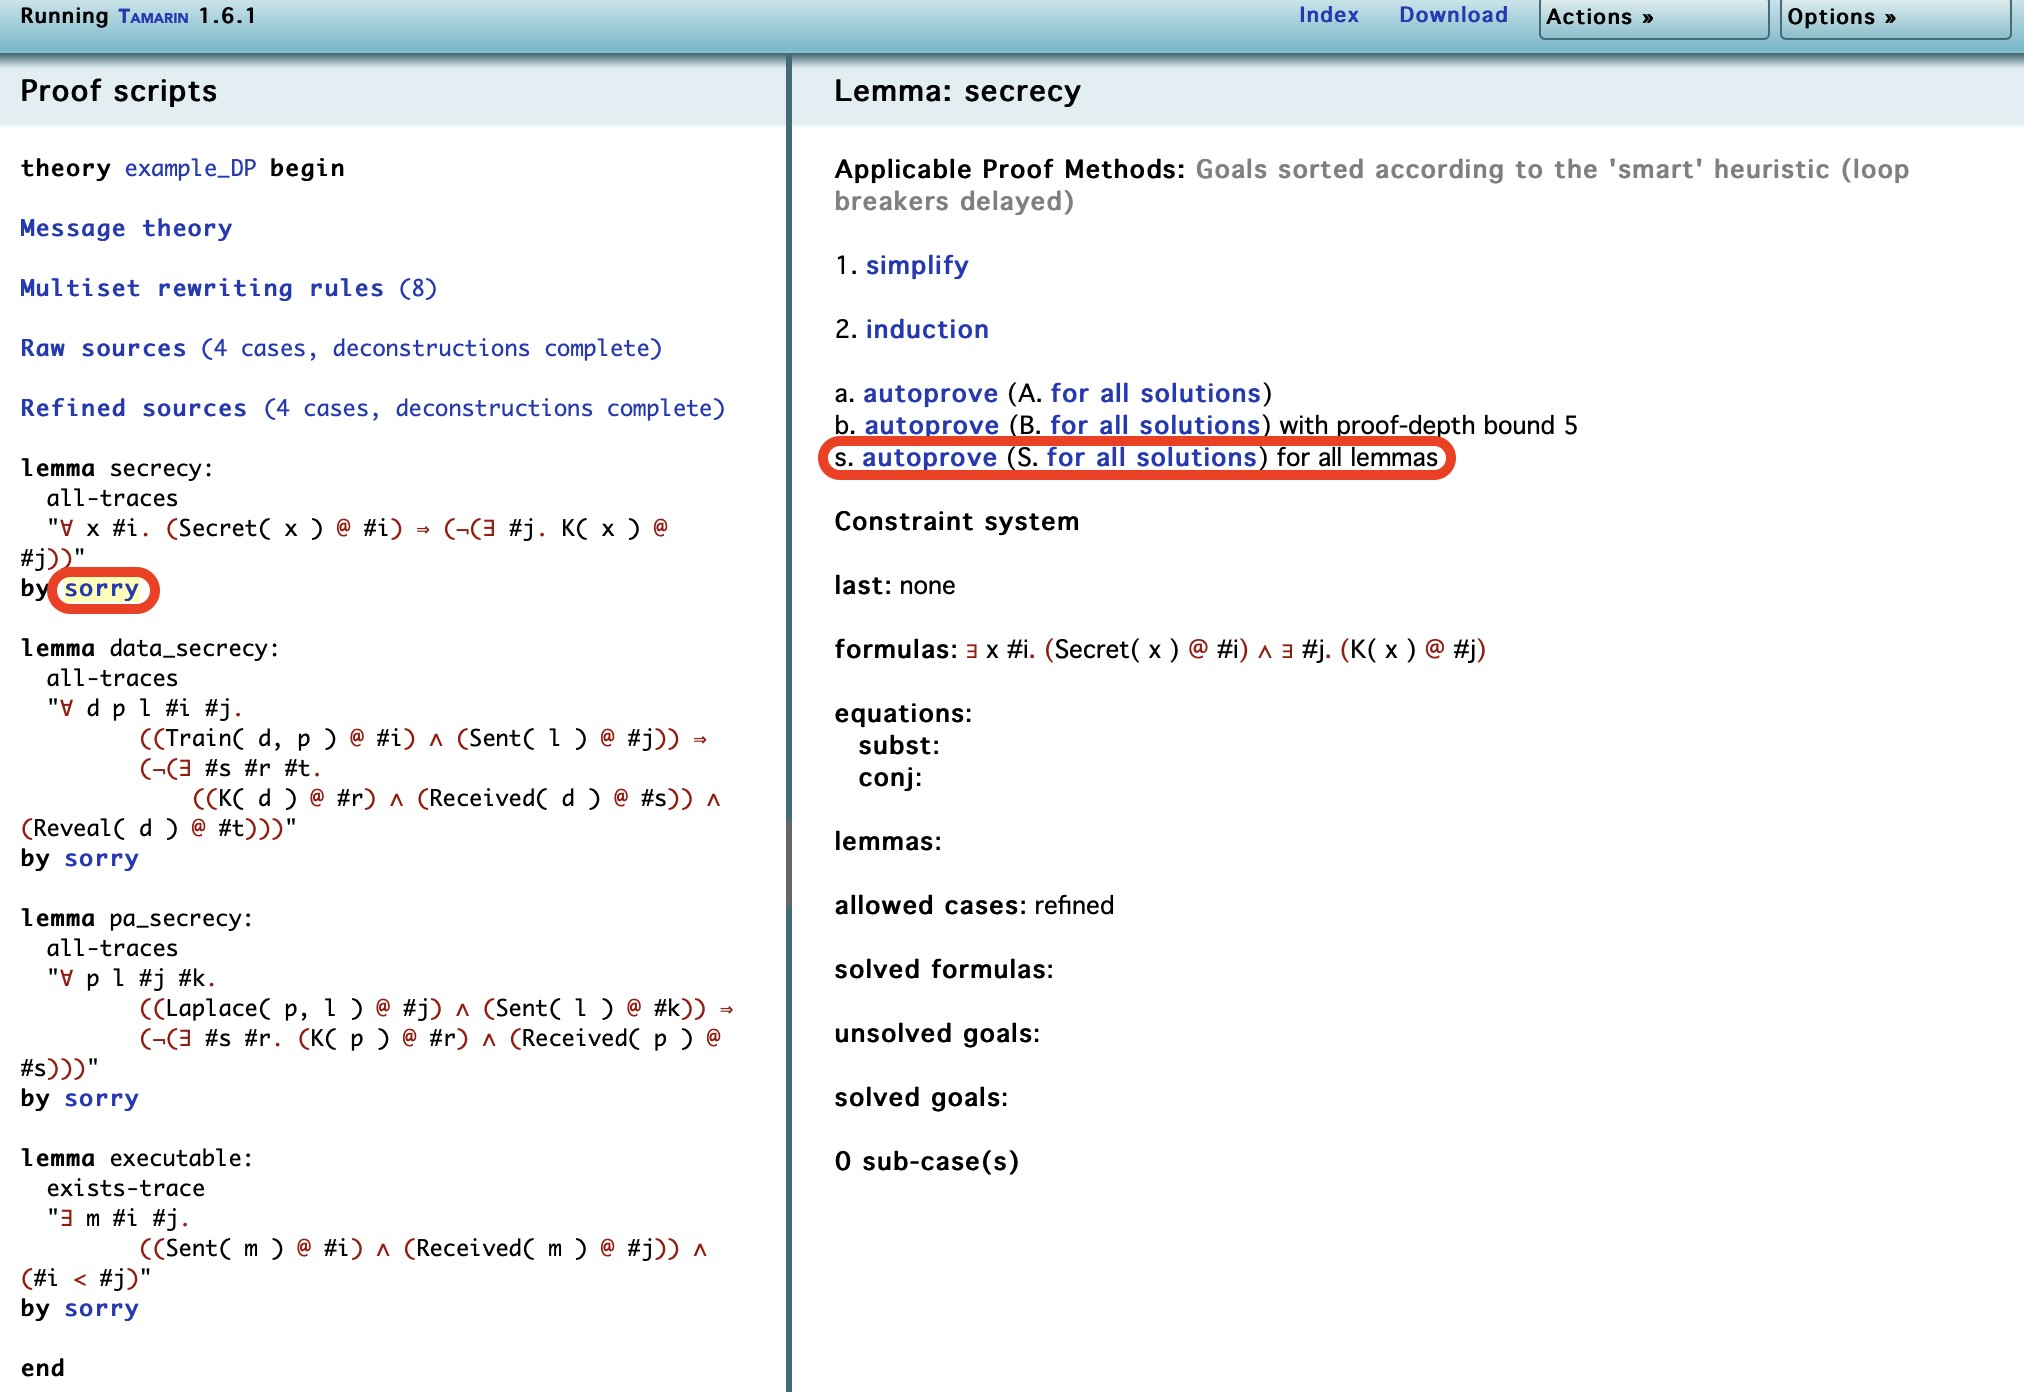 Running TAMARIN 1.6.1
Index Download Actions » Options »
Proof scripts
theory example_DP begin
Message theory
Multiset rewriting rules (8)
Raw sources (4 cases, deconstructions complete)
Refined sources (4 cases, deconstructions complete)
lemma secrecy:
all-traces
"∀ x #i. (Secret( x ) @ #i) ⇒ (¬(∃ #j. K( x ) @
#j))"
by sorry
lemma data_secrecy:
all-traces
"∀ d p l #i #j.
((Train( d, p ) @ #i) ∧ (Sent( l ) @ #j)) ⇒
(¬(∃ #s #r #t.
((K( d ) @ #r) ∧ (Received( d ) @ #s)) ∧
(Reveal( d ) @ #t)))"
by sorry
lemma pa_secrecy:
all-traces
"∀ p l #j #k.
((Laplace( p, l ) @ #j) ∧ (Sent( l ) @ #k)) ⇒
(¬(∃ #s #r. (K( p ) @ #r) ∧ (Received( p ) @
#s)))"
by sorry
lemma executable:
exists-trace
"∃ m #i #j.
((Sent( m ) @ #i) ∧ (Received( m ) @ #j)) ∧
(#i < #j)"
by sorry
end
Lemma: secrecy
Applicable Proof Methods: Goals sorted according to the 'smart' heuristic (loop
breakers delayed)
1. simplify
2. induction
a. autoprove (A. for all solutions)
b. autoprove (B. for all solutions) with proof-depth bound 5
s. autoprove (S. for all solutions) for all lemmas
Constraint system
last: none
formulas: ∃ x #i. (Secret( x ) @ #i) ∧ ∃ #j. (K( x ) @ #j)
equations:
subst:
conj:
lemmas:
allowed cases: refined
solved formulas:
unsolved goals:
solved goals:
0 sub-case(s)